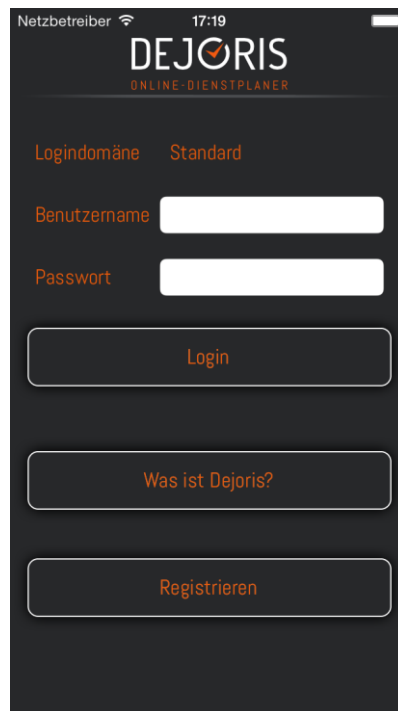 Netzbetreiber 17:19
DEJORIS
ONLINE-DIENSTPLANER
Logindomäne Standard
Benutzername
Passwort
Login
Was ist Dejoris?
Registrieren